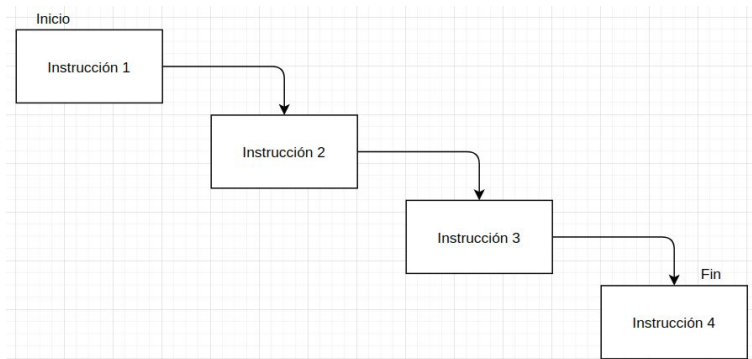 Inicio
Instrucción 1
Instrucción 2
Instrucción 3
Fin
Instrucción 4